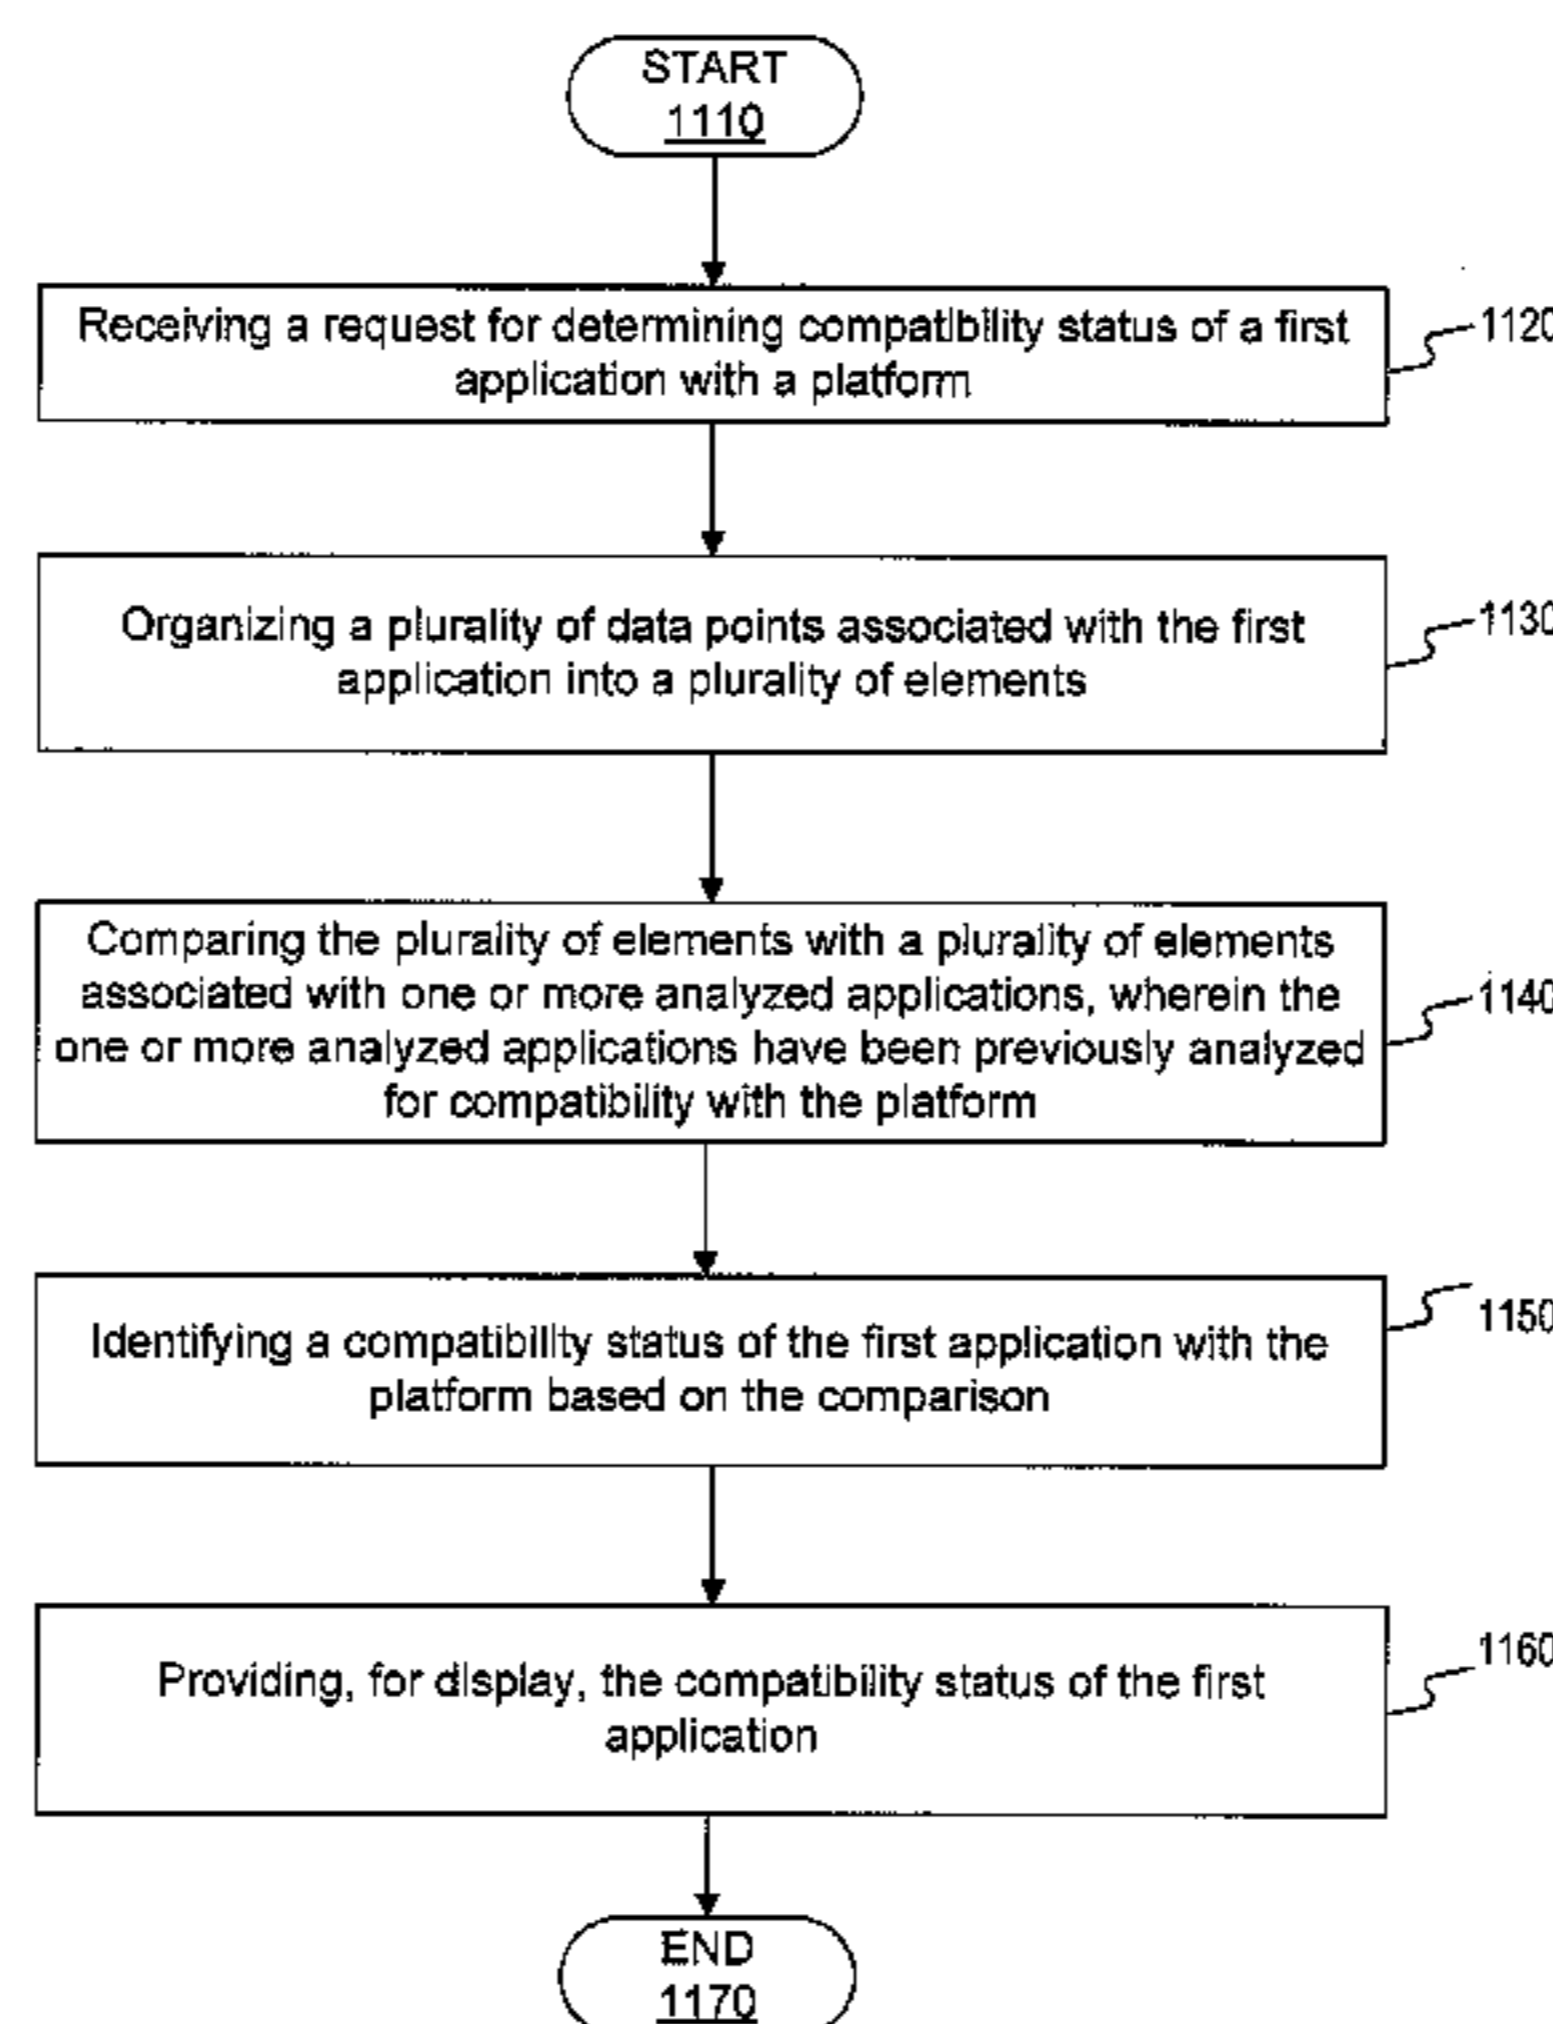 START
1110
Receiving a request for determining compatibility status of a first
application with a platform
1120
Organizing a plurality of data points associated with the first
application into a plurality of elements
1130
Comparing the plurality of elements with a plurality of elements
associated with one or more analyzed applications, wherein the
one or more analyzed applications have been previously analyzed
for compatibility with the platform
1140
Identifying a compatibility status of the first application with the
platform based on the comparison
1150
Providing, for display, the compatibility status of the first
application
1160
END
1170